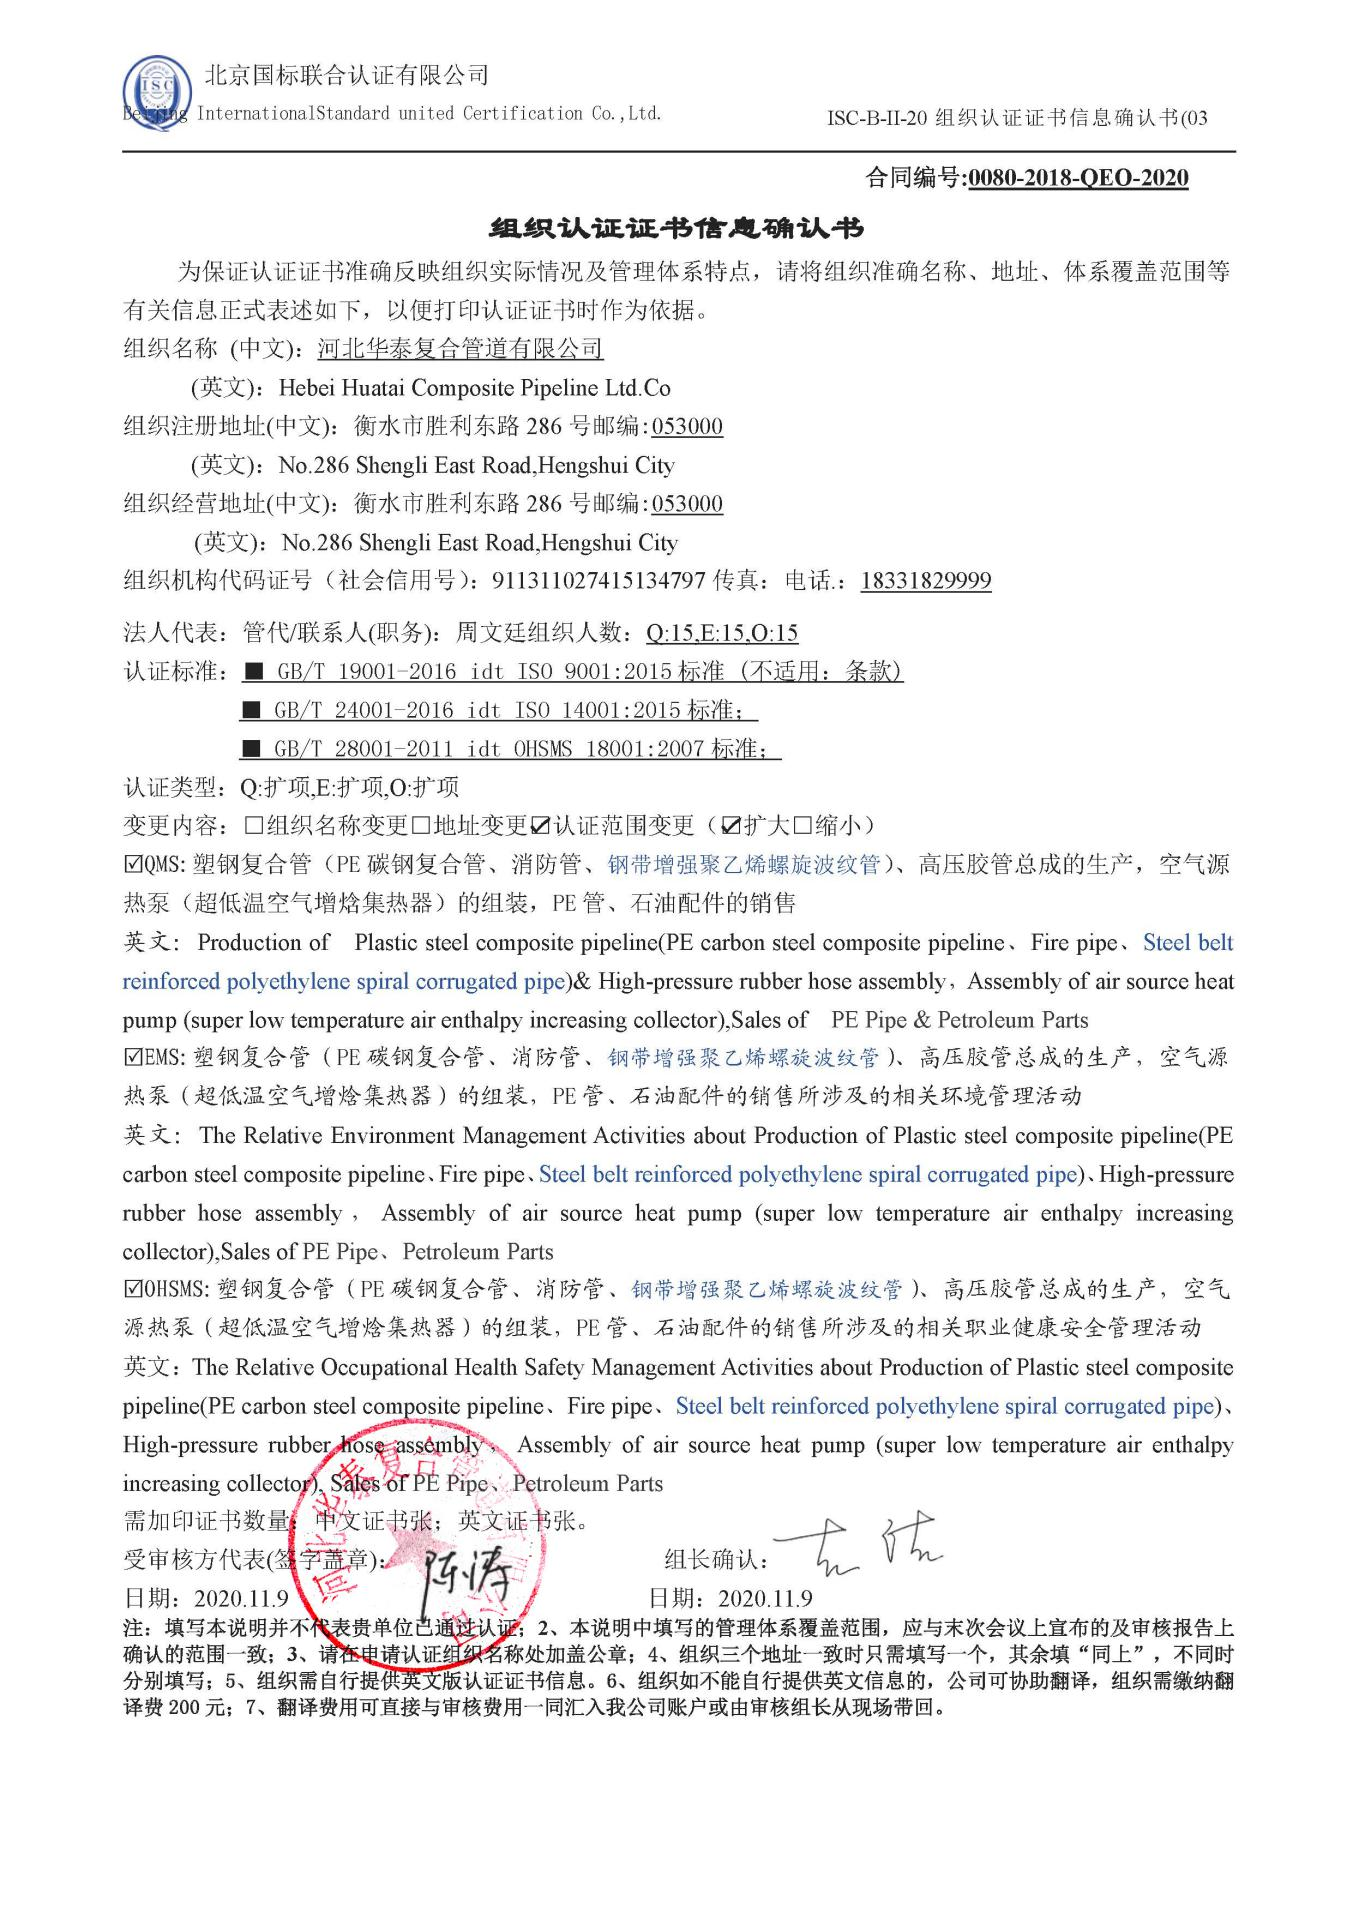 北京国标联合认证有限公司
Beijing InternationalStandard united Certification Co.,Ltd.
ISC-B-II-20 组织认证证书信息确认书(03
ISC
合同编号:0080-2018-QEO-2020
组织认证证书信息确认书
为保证认证证书准确反映组织实际情况及管理体系特点，请将组织准确名称、地址、体系覆盖范围等
有关信息正式表述如下，以便打印认证证书时作为依据。
组织名称 (中文)：河北华泰复合管道有限公司
(英文)：Hebei Huatai Composite Pipeline Ltd.Co
组织注册地址(中文)：衡水市胜利东路 286 号邮编:053000
(英文)：No.286 Shengli East Road,Hengshui City
组织经营地址(中文)：衡水市胜利东路 286 号邮编:053000
(英文)：No.286 Shengli East Road,Hengshui City
组织机构代码证号（社会信用号)：911311027415134797 传真：电话.：18331829999
法人代表：管代/联系人(职务)：周文廷组织人数：Q:15,E:15,O:15
认证标准：■ GB/T 19001-2016 idt ISO 9001:2015 标准（不适用：条款）
■ GB/T 24001-2016 idt ISO 14001:2015 标准；
■ GB/T 28001-2011 idt OHSMS 18001:2007 标准；
认证类型：Q:扩项,E:扩项,O:扩项
变更内容：□组织名称变更□地址变更☑认证范围变更（☑扩大□缩小）
☑QMS: 塑钢复合管（PE 碳钢复合管、消防管、钢带增强聚乙烯螺旋波纹管）、高压胶管总成的生产，空气源
热泵（超低温空气增焓集热器）的组装，PE 管、石油配件的销售
英文：Production of Plastic steel composite pipeline(PE carbon steel composite pipeline、Fire pipe、Steel belt
reinforced polyethylene spiral corrugated pipe)& High-pressure rubber hose assembly，Assembly of air source heat
pump (super low temperature air enthalpy increasing collector),Sales of PE Pipe & Petroleum Parts
☑EMS: 塑钢复合管（PE 碳钢复合管、消防管、钢带增强聚乙烯螺旋波纹管）、高压胶管总成的生产，空气源
热泵（超低温空气增焓集热器）的组装，PE 管、石油配件的销售所涉及的相关环境管理活动
英文：The Relative Environment Management Activities about Production of Plastic steel composite pipeline(PE
carbon steel composite pipeline、Fire pipe、Steel belt reinforced polyethylene spiral corrugated pipe)、High-pressure
rubber hose assembly，Assembly of air source heat pump (super low temperature air enthalpy increasing
collector),Sales of PE Pipe、Petroleum Parts
☑OHSMS: 塑钢复合管（PE 碳钢复合管、消防管、钢带增强聚乙烯螺旋波纹管）、高压胶管总成的生产，空气
源热泵（超低温空气增焓集热器）的组装，PE 管、石油配件的销售所涉及的相关职业健康安全管理活动
英文：The Relative Occupational Health Safety Management Activities about Production of Plastic steel composite
pipeline(PE carbon steel composite pipeline、Fire pipe、Steel belt reinforced polyethylene spiral corrugated pipe)、
High-pressure rubber hose assembly，Assembly of air source heat pump (super low temperature air enthalpy
increasing collector), Sales of PE Pipe、Petroleum Parts
需加印证书数量：中文证书张；英文证书张。
受审核方代表(签字盖章)：陈涛 组长确认：
河北华泰复合管道有限公司
日期：2020.11.9 日期：2020.11.9
注：填写本说明并不代表贵单位已通过认证；2、本说明中填写的管理体系覆盖范围，应与末次会议上宣布的及审核报告上
确认的范围一致；3、请在申请认证组织名称处加盖公章；4、组织三个地址一致时只需填写一个，其余填“同上”，不同时
分别填写；5、组织需自行提供英文版认证证书信息。6、组织如不能自行提供英文信息的，公司可协助翻译，组织需缴纳翻
译费 200 元；7、翻译费用可直接与审核费用一同汇入我公司账户或由审核组长从现场带回。